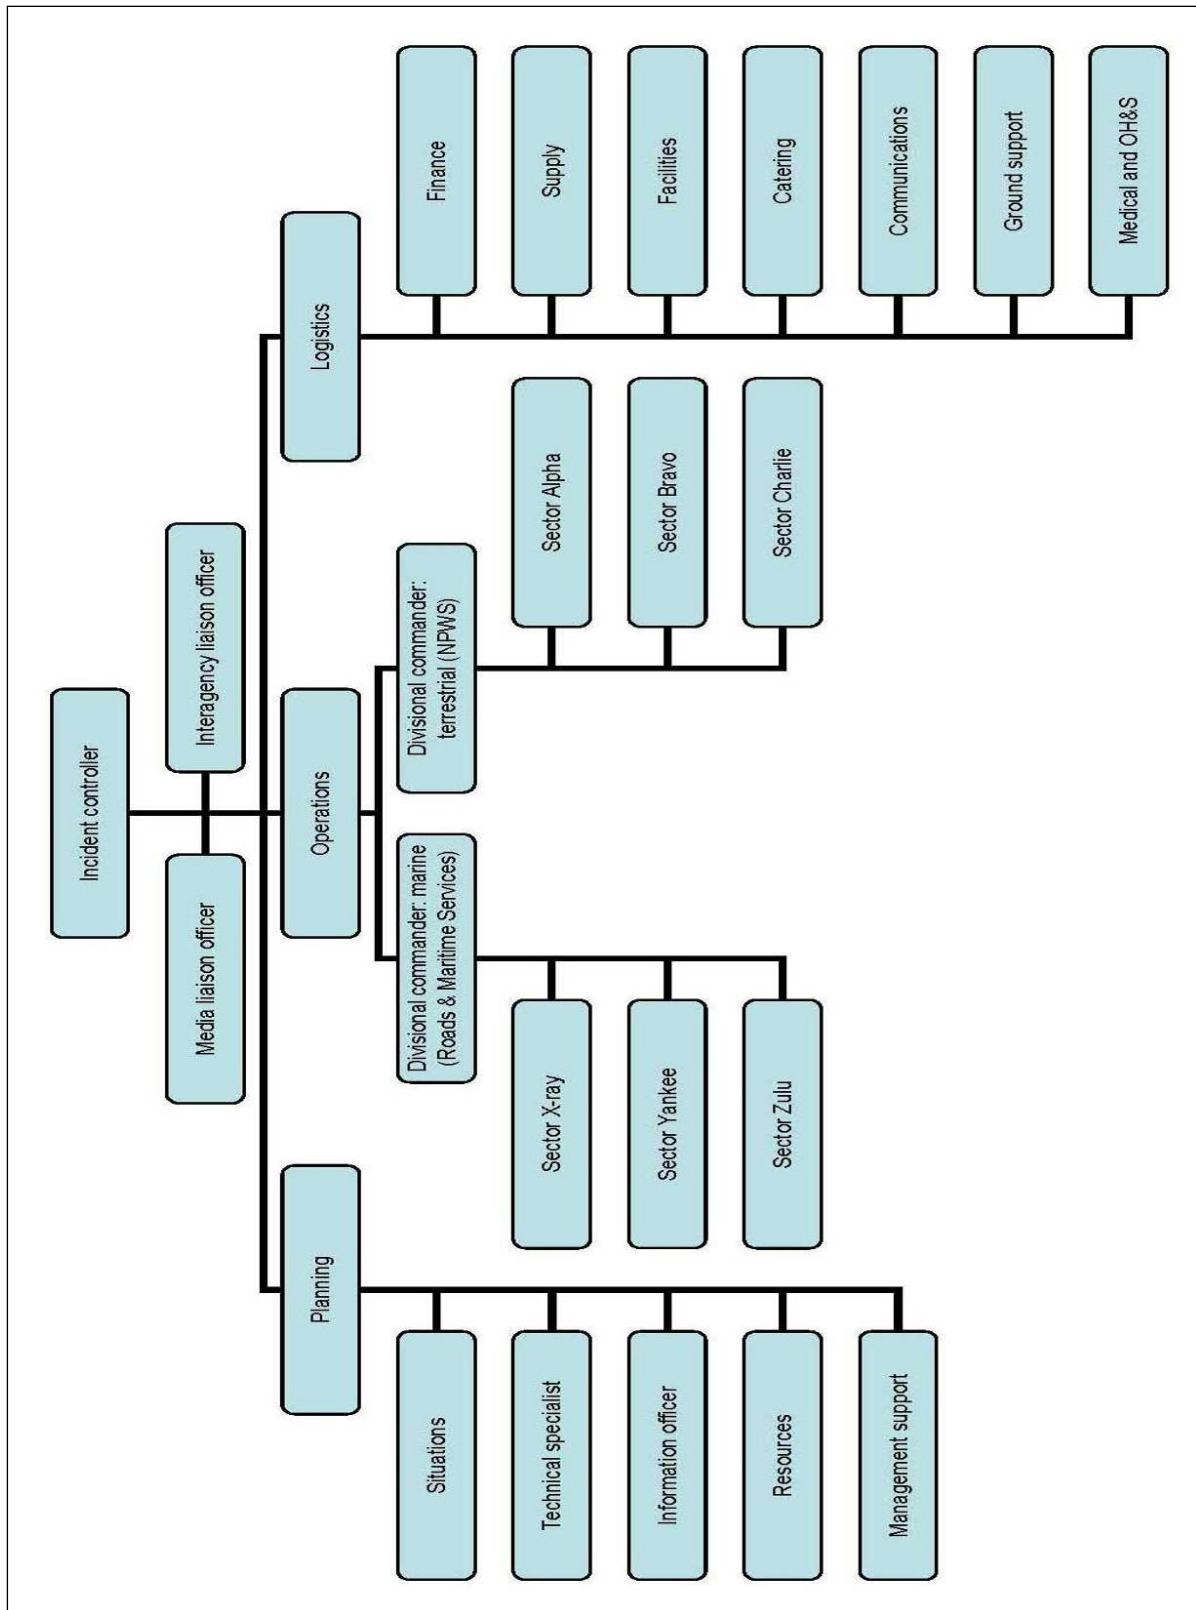 Incident controller
Media liaison officer
Interagency liaison officer
Planning
Operations
Logistics
Situations
Technical specialist
Information officer
Resources
Management support
Divisional commander: marine
(Roads & Maritime Services)
Sector X-ray
Sector Yankee
Sector Zulu
Divisional commander:
terrestrial (NPWS)
Sector Alpha
Sector Bravo
Sector Charlie
Finance
Supply
Facilities
Catering
Communications
Ground support
Medical and OH&S